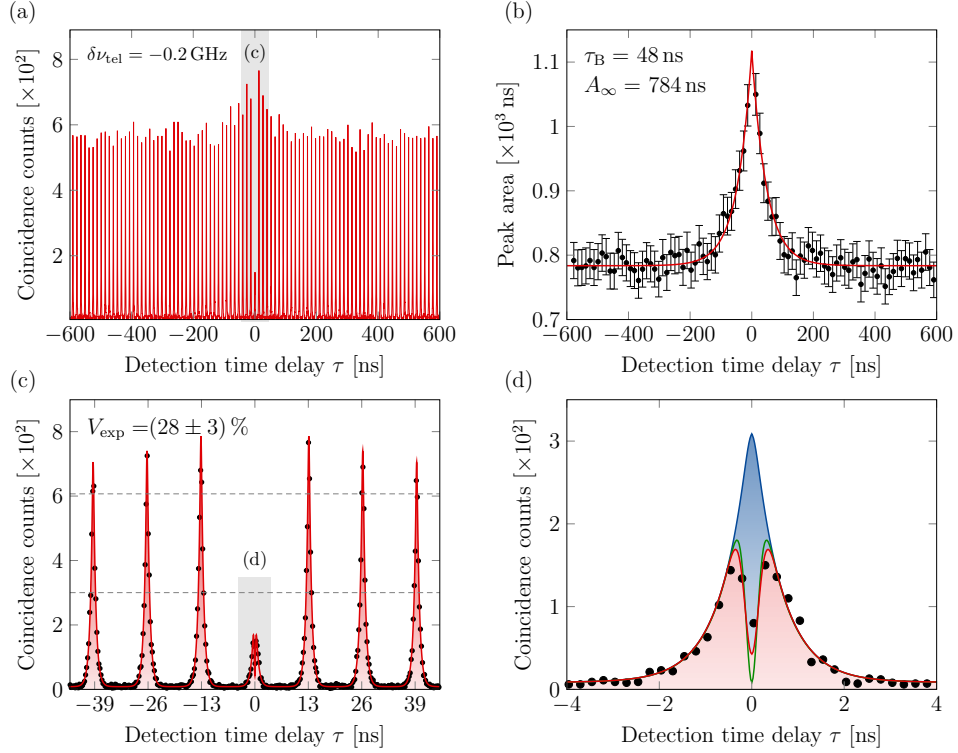 (a)
δν_tel = −0.2 GHz
(c)
Coincidence counts [×10²]
8
6
4
2
−600 −400 −200 0 200 400 600
Detection time delay τ [ns]
(b)
τ_B = 48 ns
A_∞ = 784 ns
Peak area [×10³ ns]
1.1
1
0.9
0.8
0.7
−600 −400 −200 0 200 400 600
Detection time delay τ [ns]
(c)
V_exp =(28 ± 3) %
(d)
Coincidence counts [×10²]
8
6
4
2
0
−39 −26 −13 0 13 26 39
Detection time delay τ [ns]
(d)
Coincidence counts [×10²]
3
2
1
0
−4 −2 0 2 4
Detection time delay τ [ns]